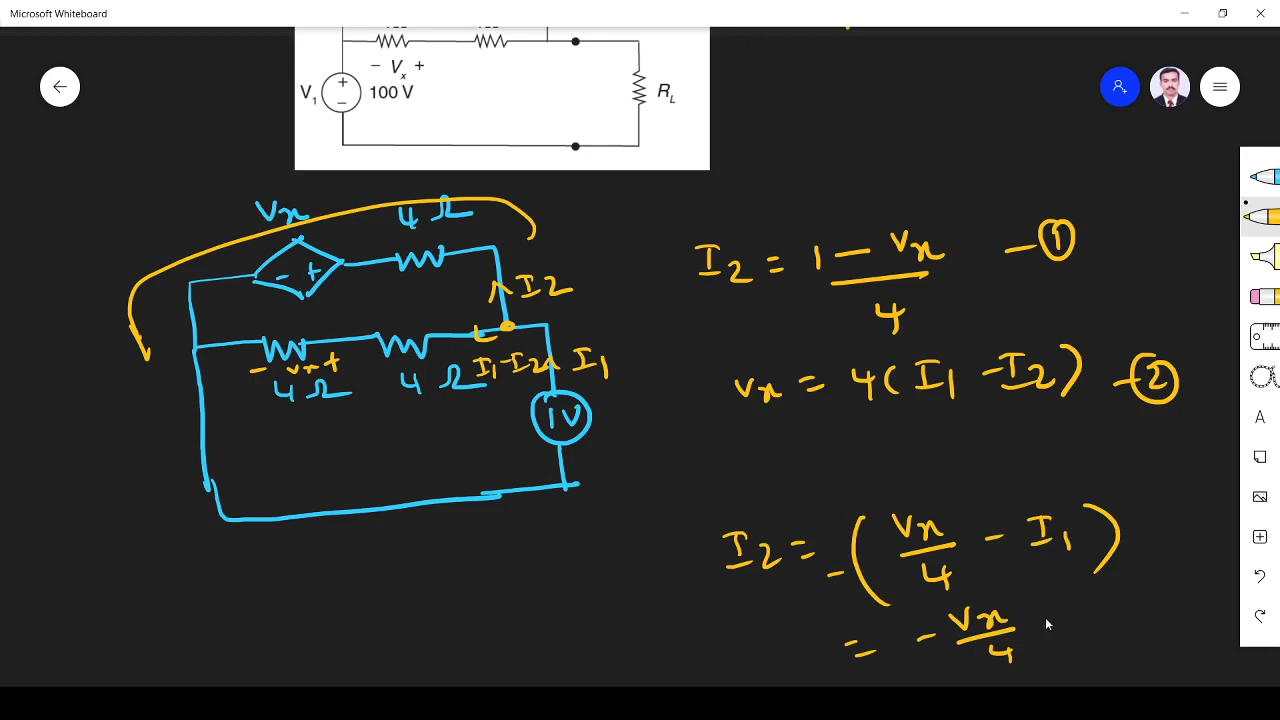 Microsoft Whiteboard
− Vx +
V1
+
−
100 V
RL
Vx
4 Ω
- +
I2
I1-I2
I1
- Vx +
4 Ω
4 Ω
1V
I2 = 1 - Vx / 4 - ①
Vx = 4( I1 - I2 ) - ②
I2 = - ( Vx / 4 - I1 )
= - Vx / 4
A